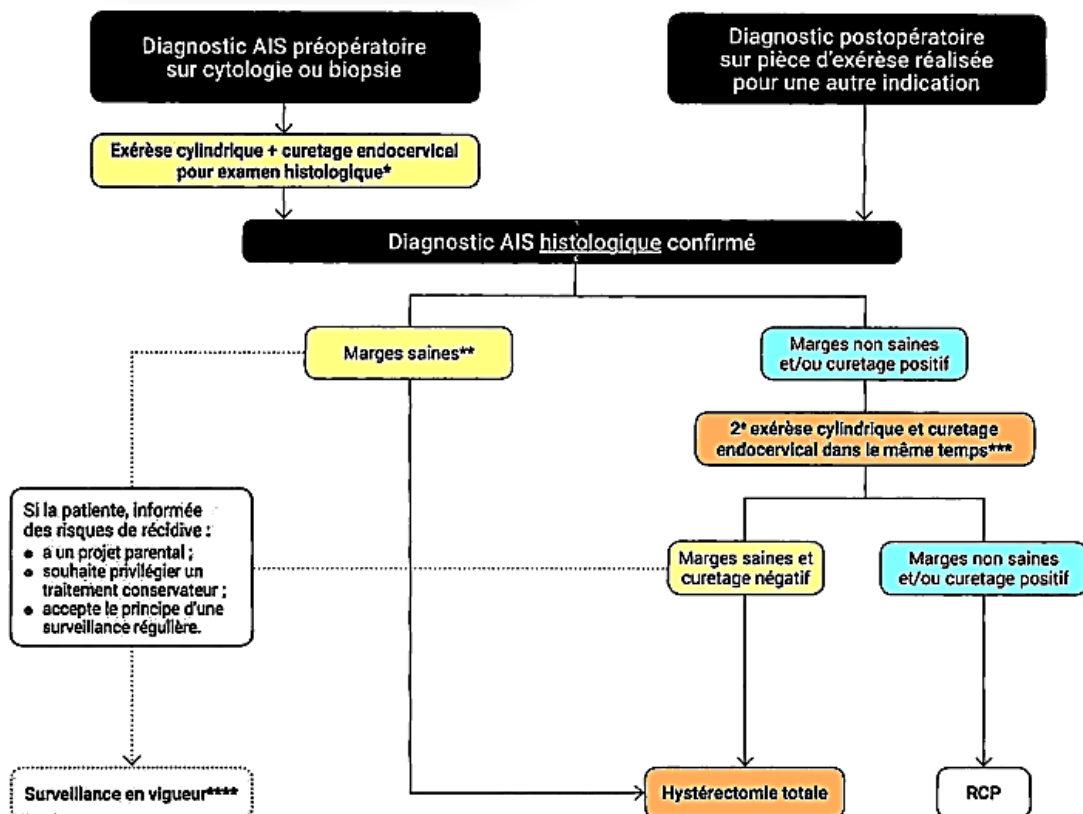 Diagnostic AIS préopératoire
sur cytologie ou biopsie
Diagnostic postopératoire
sur pièce d'exérèse réalisée
pour une autre indication
Exérèse cylindrique + curetage endocervical
pour examen histologique*
Diagnostic AIS histologique confirmé
Marges saines**
Marges non saines
et/ou curetage positif
2e exérèse cylindrique et curetage
endocervical dans le même temps***
Si la patiente, informée
des risques de récidive :
● a un projet parental ;
● souhaite privilégier un
traitement conservateur ;
● accepte le principe d'une
surveillance régulière.
Marges saines et
curetage négatif
Marges non saines
et/ou curetage positif
Surveillance en vigueur****
Hystérectomie totale
RCP